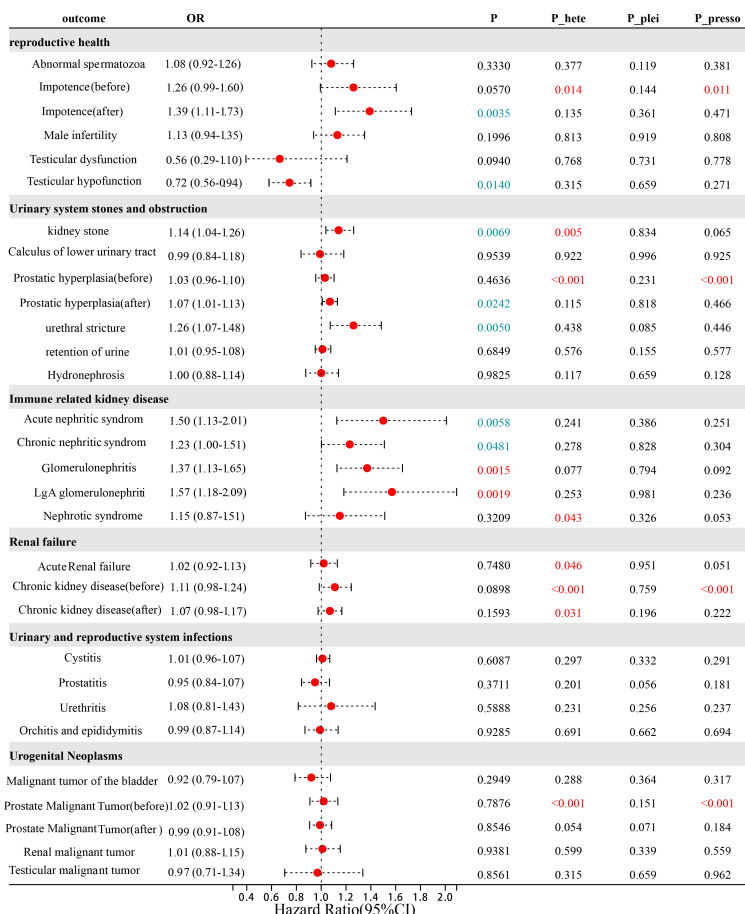 outcome OR P P_hete P_plei P_presso
reproductive health
Abnormal spermatozoa 1.08 (0.92-1.26) 0.3330 0.377 0.119 0.381
Impotence(before) 1.26 (0.99-1.60) 0.0570 0.014 0.144 0.011
Impotence(after) 1.39 (1.11-1.73) 0.0035 0.135 0.361 0.471
Male infertility 1.13 (0.94-1.35) 0.1996 0.813 0.919 0.808
Testicular dysfunction 0.56 (0.29-1.10) 0.0940 0.768 0.731 0.778
Testicular hypofunction 0.72 (0.56-0.94) 0.0140 0.315 0.659 0.271
Urinary system stones and obstruction
kidney stone 1.14 (1.04-1.26) 0.0069 0.005 0.834 0.065
Calculus of lower urinary tract 0.99 (0.84-1.18) 0.9539 0.922 0.996 0.925
Prostatic hyperplasia(before) 1.03 (0.96-1.10) 0.4636 <0.001 0.231 <0.001
Prostatic hyperplasia(after) 1.07 (1.01-1.13) 0.0242 0.115 0.818 0.466
urethral stricture 1.26 (1.07-1.48) 0.0050 0.438 0.085 0.446
retention of urine 1.01 (0.95-1.08) 0.6849 0.576 0.155 0.577
Hydronephrosis 1.00 (0.88-1.14) 0.9825 0.117 0.659 0.128
Immune related kidney disease
Acute nephritic syndrom 1.50 (1.13-2.01) 0.0058 0.241 0.386 0.251
Chronic nephritic syndrom 1.23 (1.00-1.51) 0.0481 0.278 0.828 0.304
Glomerulonephritis 1.37 (1.13-1.65) 0.0015 0.077 0.794 0.092
LgA glomerulonephriti 1.57 (1.18-2.09) 0.0019 0.253 0.981 0.236
Nephrotic syndrome 1.15 (0.87-1.51) 0.3209 0.043 0.326 0.053
Renal failure
Acute Renal failure 1.02 (0.92-1.13) 0.7480 0.046 0.951 0.051
Chronic kidney disease(before) 1.11 (0.98-1.24) 0.0898 <0.001 0.759 <0.001
Chronic kidney disease(after) 1.07 (0.98-1.17) 0.1593 0.031 0.196 0.222
Urinary and reproductive system infections
Cystitis 1.01 (0.96-1.07) 0.6087 0.297 0.332 0.291
Prostatitis 0.95 (0.84-1.07) 0.3711 0.201 0.056 0.181
Urethritis 1.08 (0.81-1.43) 0.5888 0.231 0.256 0.237
Orchitis and epididymitis 0.99 (0.87-1.14) 0.9285 0.691 0.662 0.694
Urogenital Neoplasms
Malignant tumor of the bladder 0.92 (0.79-1.07) 0.2949 0.288 0.364 0.317
Prostate Malignant Tumor(before) 1.02 (0.91-1.13) 0.7876 <0.001 0.151 <0.001
Prostate Malignant Tumor(after) 0.99 (0.91-1.08) 0.8546 0.054 0.071 0.184
Renal malignant tumor 1.01 (0.88-1.15) 0.9381 0.599 0.339 0.559
Testicular malignant tumor 0.97 (0.71-1.34) 0.8561 0.315 0.659 0.962
0.4 0.6 0.8 1.0 1.2 1.4 1.6 1.8 2.0
Hazard Ratio(95%CI)